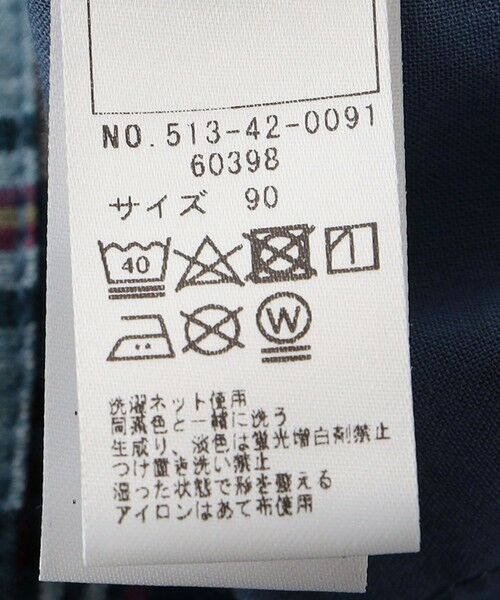 NO.513-42-0091
60398
サイズ 90
40
W
洗濯ネット使用
同系色と一緒に洗う
生成り、淡色は蛍光増白剤禁止
つけ置き洗い禁止
湿った状態で形を整える
アイロンはあて布使用